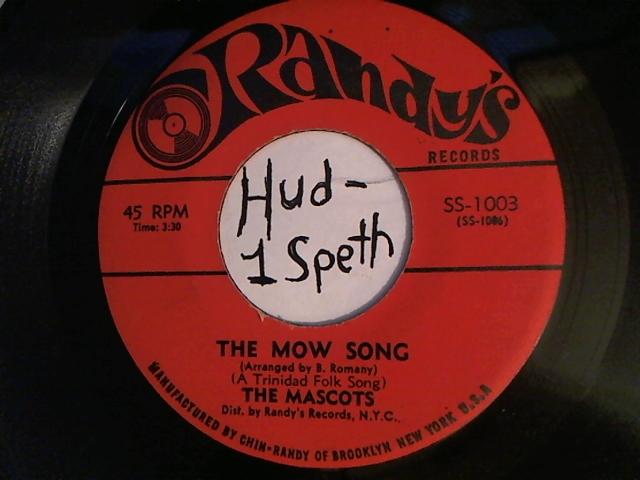 Randy's
RECORDS
45 RPM
Time: 3:30
SS-1003
(SS-1006)
Hud-
1 Speth
THE MOW SONG
(Arranged by B. Romany)
(A Trinidad Folk Song)
THE MASCOTS
Dist. by Randy's Records, N.Y.C.
MANUFACTURED BY CHIN-RANDY OF BROOKLYN NEW YORK U.S.A